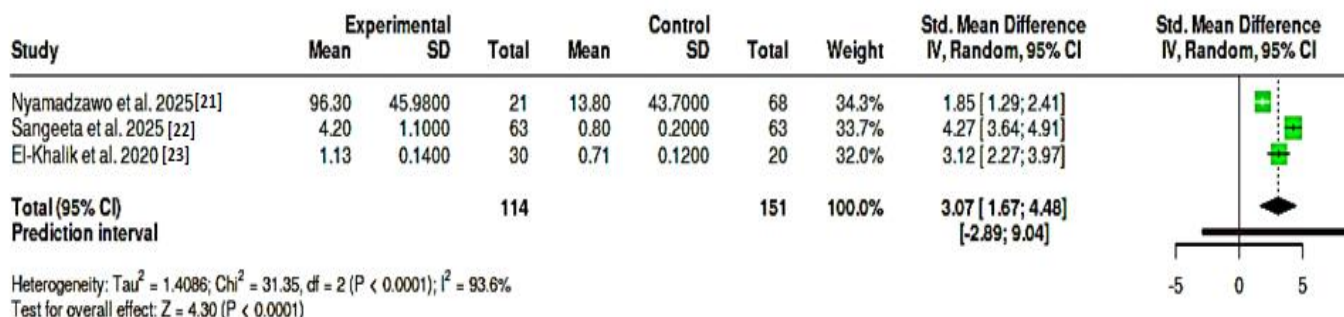 Experimental Control Std. Mean Difference Std. Mean Difference
Study Mean SD Total Mean SD Total Weight IV, Random, 95% CI IV, Random, 95% CI
Nyamadzawo et al. 2025[21] 96.30 45.9800 21 13.80 43.7000 68 34.3% 1.85 [1.29; 2.41]
Sangeeta et al. 2025 [22] 4.20 1.1000 63 0.80 0.2000 63 33.7% 4.27 [3.64; 4.91]
El-Khalik et al. 2020 [23] 1.13 0.1400 30 0.71 0.1200 20 32.0% 3.12 [2.27; 3.97]
Total (95% CI) 114 151 100.0% 3.07 [ 1.67; 4.48]
Prediction interval [-2.89; 9.04]
Heterogeneity: Tau² = 1.4086; Chi² = 31.35, df = 2 (P < 0.0001); I² = 93.6%
Test for overall effect: Z = 4.30 (P < 0.0001)
-5 0 5